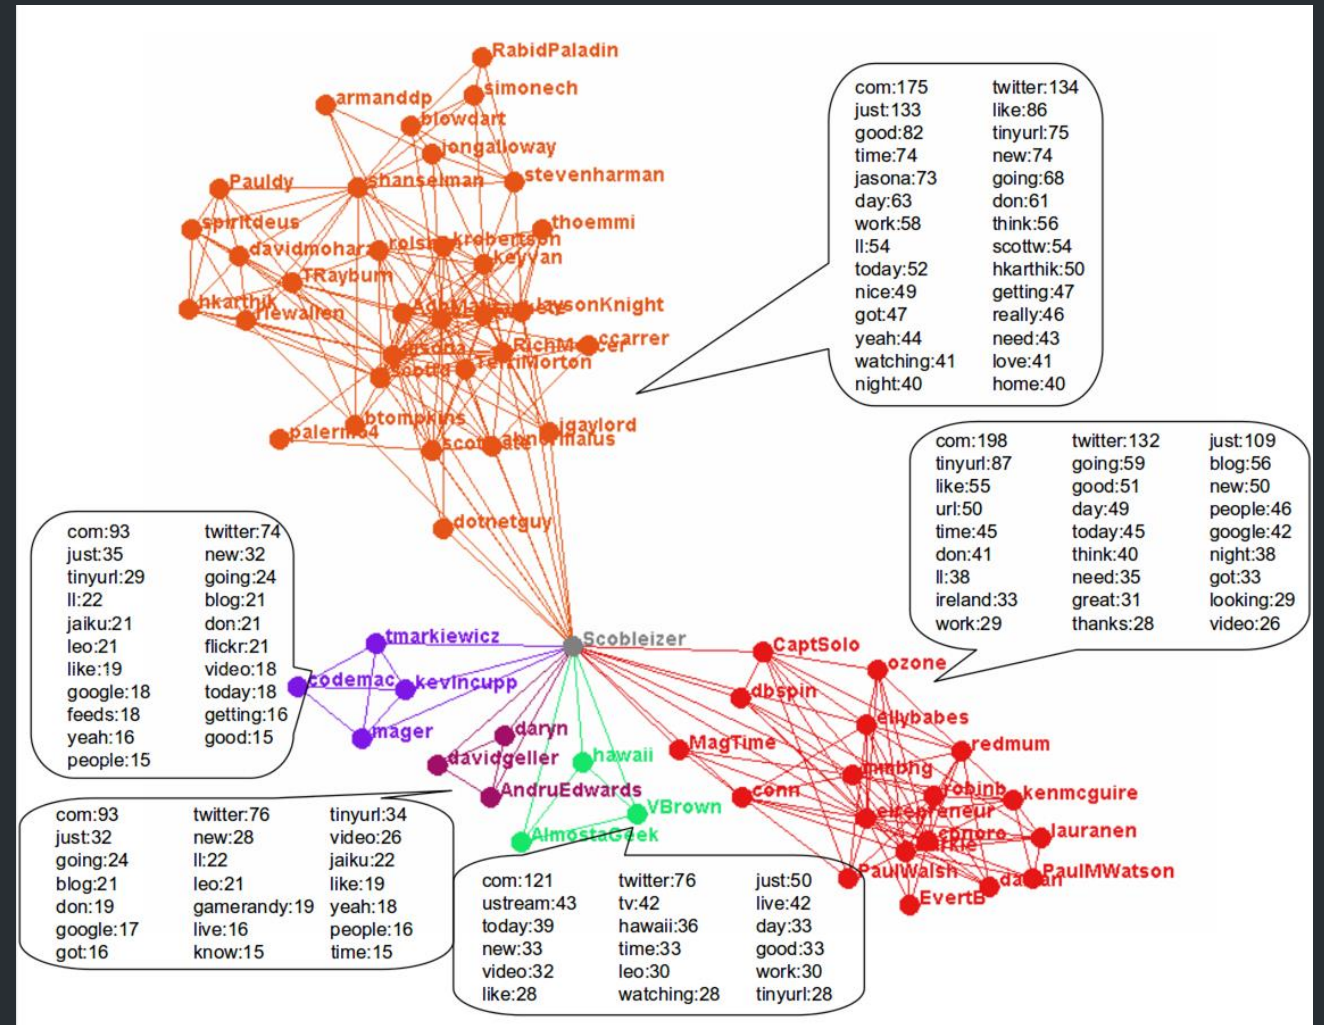 RabidPaladin
simonech
armanddp
blowdart
jongalloway
stevenharman
Pauldy
shanselman
spiritdeus
thoemmi
davidmohara
krobertson
keyvan
TRayburn
hkarthik
JaysonKnight
ccarrer
TerriMorton
btompkins
jgaylord
dotnetguy
com:175 twitter:134
just:133 like:86
good:82 tinyurl:75
time:74 new:74
jasona:73 going:68
day:63 don:61
work:58 think:56
ll:54 scottw:54
today:52 hkarthik:50
nice:49 getting:47
got:47 really:46
yeah:44 need:43
watching:41 love:41
night:40 home:40
com:198 twitter:132 just:109
tinyurl:87 going:59 blog:56
like:55 good:51 new:50
url:50 day:49 people:46
time:45 today:45 google:42
don:41 think:40 night:38
ll:38 need:35 got:33
ireland:33 great:31 looking:29
work:29 thanks:28 video:26
com:93 twitter:74
just:35 new:32
tinyurl:29 going:24
ll:22 blog:21
jaiku:21 don:21
leo:21 flickr:21
like:19 video:18
google:18 today:18
feeds:18 getting:16
yeah:16 good:15
people:15
Scobleizer
tmarkiewicz
codemac
kevincupp
mager
daryn
davidgeller
AndruEdwards
hawaii
VBrown
AlmostaGeek
CaptSolo
ozone
dbspin
ellybabes
MagTime
redmum
mmbhg
conn
robinb
kenmcguire
eirepreneur
conoro
lauranen
PaulWalsh
PaulMWatson
EvertB
com:93 twitter:76 tinyurl:34
just:32 new:28 video:26
going:24 ll:22 jaiku:22
blog:21 leo:21 like:19
don:19 gamerandy:19 yeah:18
google:17 live:16 people:16
got:16 know:15 time:15
com:121 twitter:76 just:50
ustream:43 tv:42 live:42
today:39 hawaii:36 day:33
new:33 time:33 good:33
video:32 leo:30 work:30
like:28 watching:28 tinyurl:28